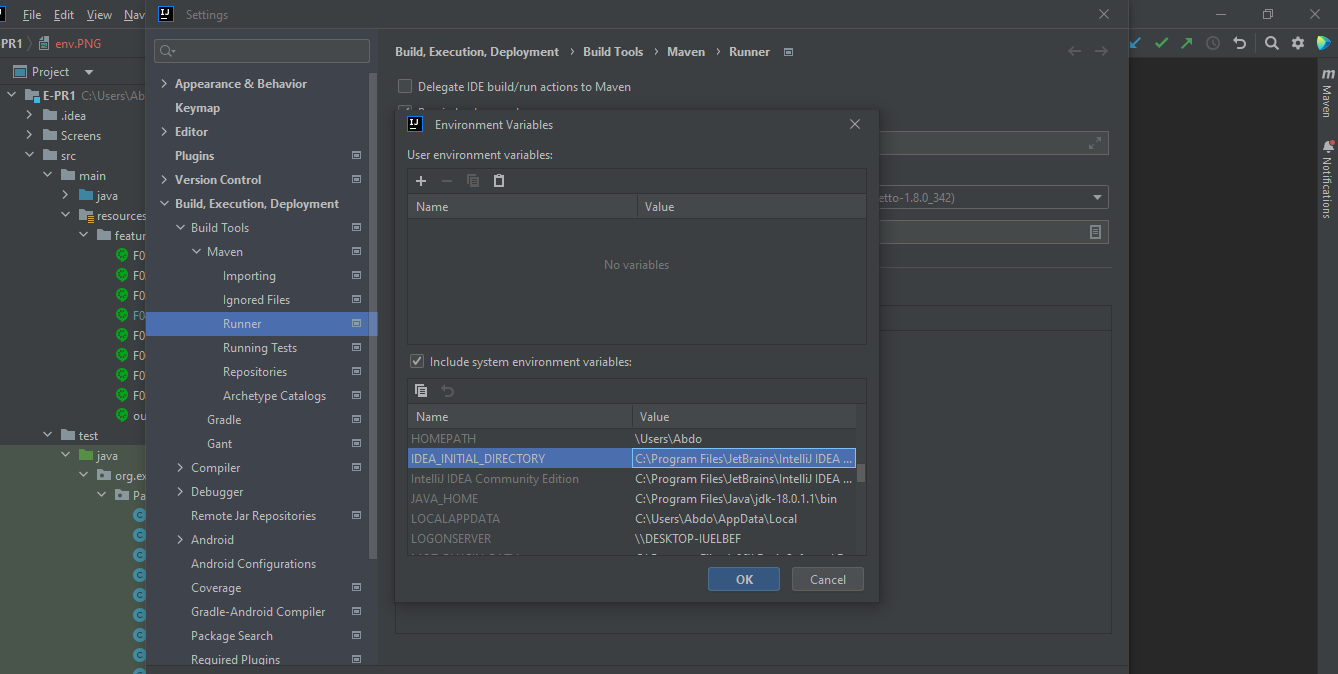 File Edit View Nav
Settings
PR1 env.PNG
Project
E-PR1 C:\Users\Ab
.idea
Screens
src
main
java
resources
featur
F0
F0
F0
F0
F0
F0
F0
F0
ou
test
java
org.ex
Pa
Appearance & Behavior
Keymap
Editor
Plugins
Version Control
Build, Execution, Deployment
Build Tools
Maven
Importing
Ignored Files
Runner
Running Tests
Repositories
Archetype Catalogs
Gradle
Gant
Compiler
Debugger
Remote Jar Repositories
Android
Android Configurations
Coverage
Gradle-Android Compiler
Package Search
Required Plugins
Build, Execution, Deployment › Build Tools › Maven › Runner
Delegate IDE build/run actions to Maven
etto-1.8.0_342)
Environment Variables
User environment variables:
Name Value
No variables
Include system environment variables:
Name Value
HOMEPATH \Users\Abdo
IDEA_INITIAL_DIRECTORY C:\Program Files\JetBrains\IntelliJ IDEA ...
IntelliJ IDEA Community Edition C:\Program Files\JetBrains\IntelliJ IDEA ...
JAVA_HOME C:\Program Files\Java\jdk-18.0.1.1\bin
LOCALAPPDATA C:\Users\Abdo\AppData\Local
LOGONSERVER \\DESKTOP-IUELBEF
OK Cancel
m
Maven
Notifications